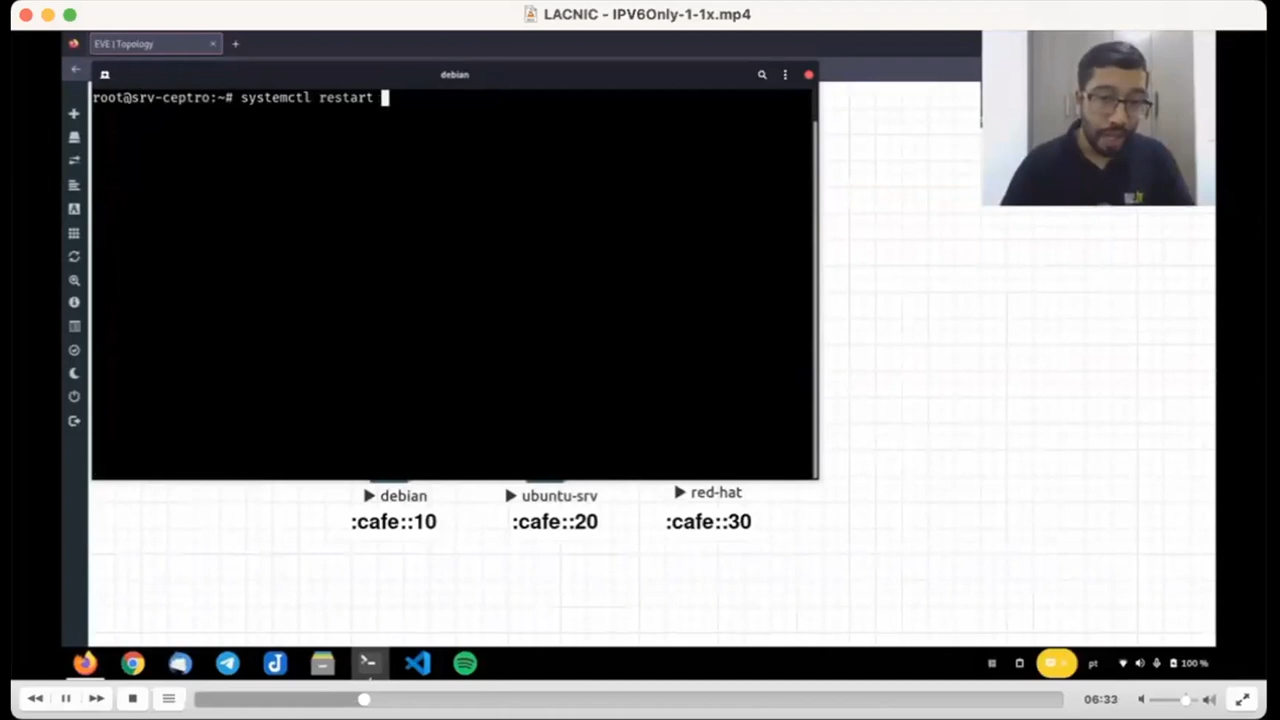 LACNIC - IPV6Only-1-1x.mp4
EVE | Topology
debian
root@srv-ceptro:~# systemctl restart
debian
ubuntu-srv
red-hat
:cafe::10
:cafe::20
:cafe::30
pt
100 %
06:33